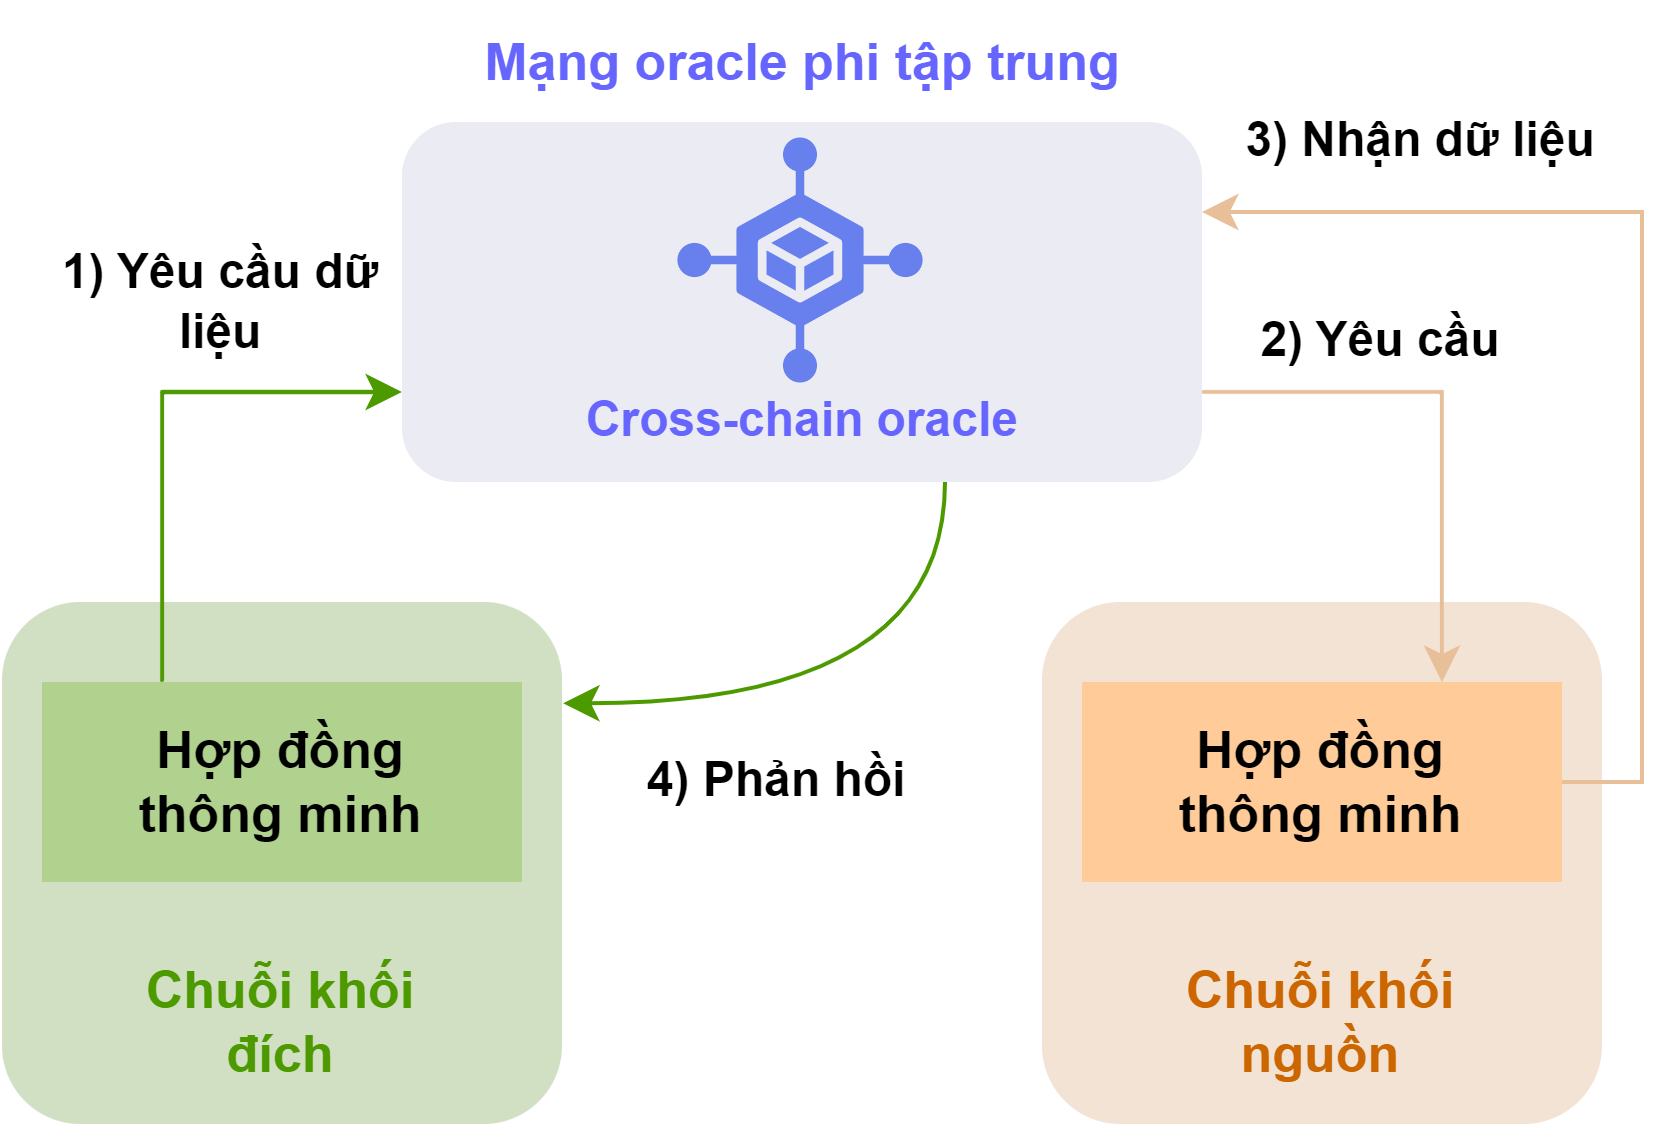 Mạng oracle phi tập trung
3) Nhận dữ liệu
1) Yêu cầu dữ
liệu
2) Yêu cầu
Cross-chain oracle
4) Phản hồi
Hợp đồng
thông minh
Chuỗi khối
đích
Hợp đồng
thông minh
Chuỗi khối
nguồn